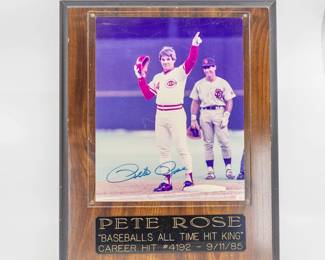 Pete Rose
PETE ROSE
"BASEBALLS ALL TIME HIT KING"
CAREER HIT #4192 - 9/11/85